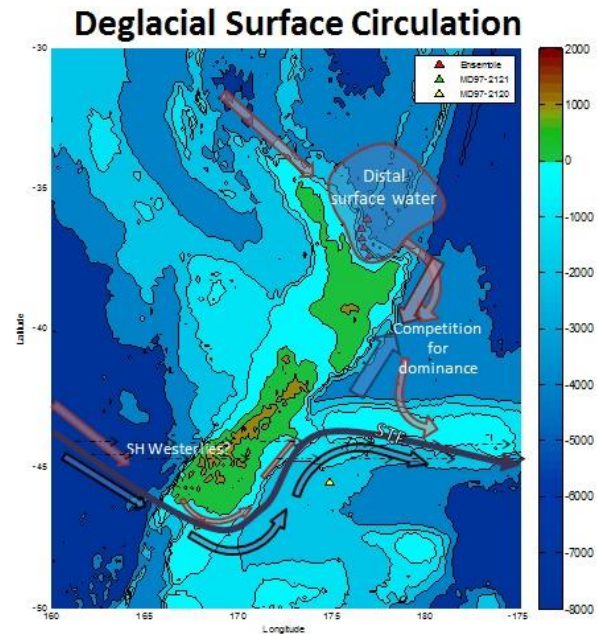 Deglacial Surface Circulation
-30
-35
-40
-45
-50
Latitude
160
165
170
175
180
-175
Longitude
Ensemble
MD97-2121
MD97-2120
Distal
surface water
Competition
for
dominance
SH Westerlies?
STF
2000
1000
0
-1000
-2000
-3000
-4000
-5000
-6000
-7000
-8000